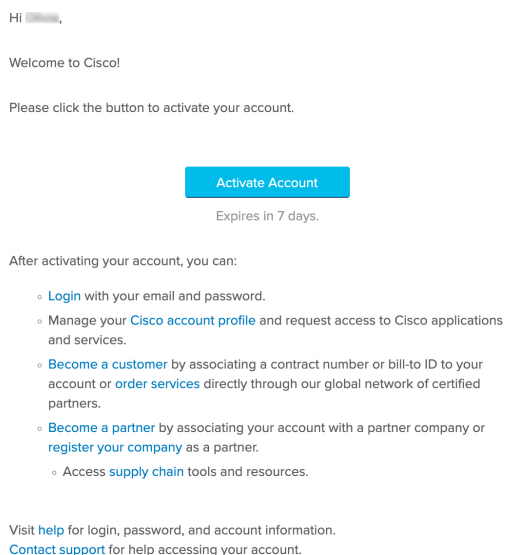 Hi ,
Welcome to Cisco!
Please click the button to activate your account.
Activate Account
Expires in 7 days.
After activating your account, you can:
Login with your email and password.
Manage your Cisco account profile and request access to Cisco applications
and services.
Become a customer by associating a contract number or bill-to ID to your
account or order services directly through our global network of certified
partners.
Become a partner by associating your account with a partner company or
register your company as a partner.
Access supply chain tools and resources.
Visit help for login, password, and account information.
Contact support for help accessing your account.